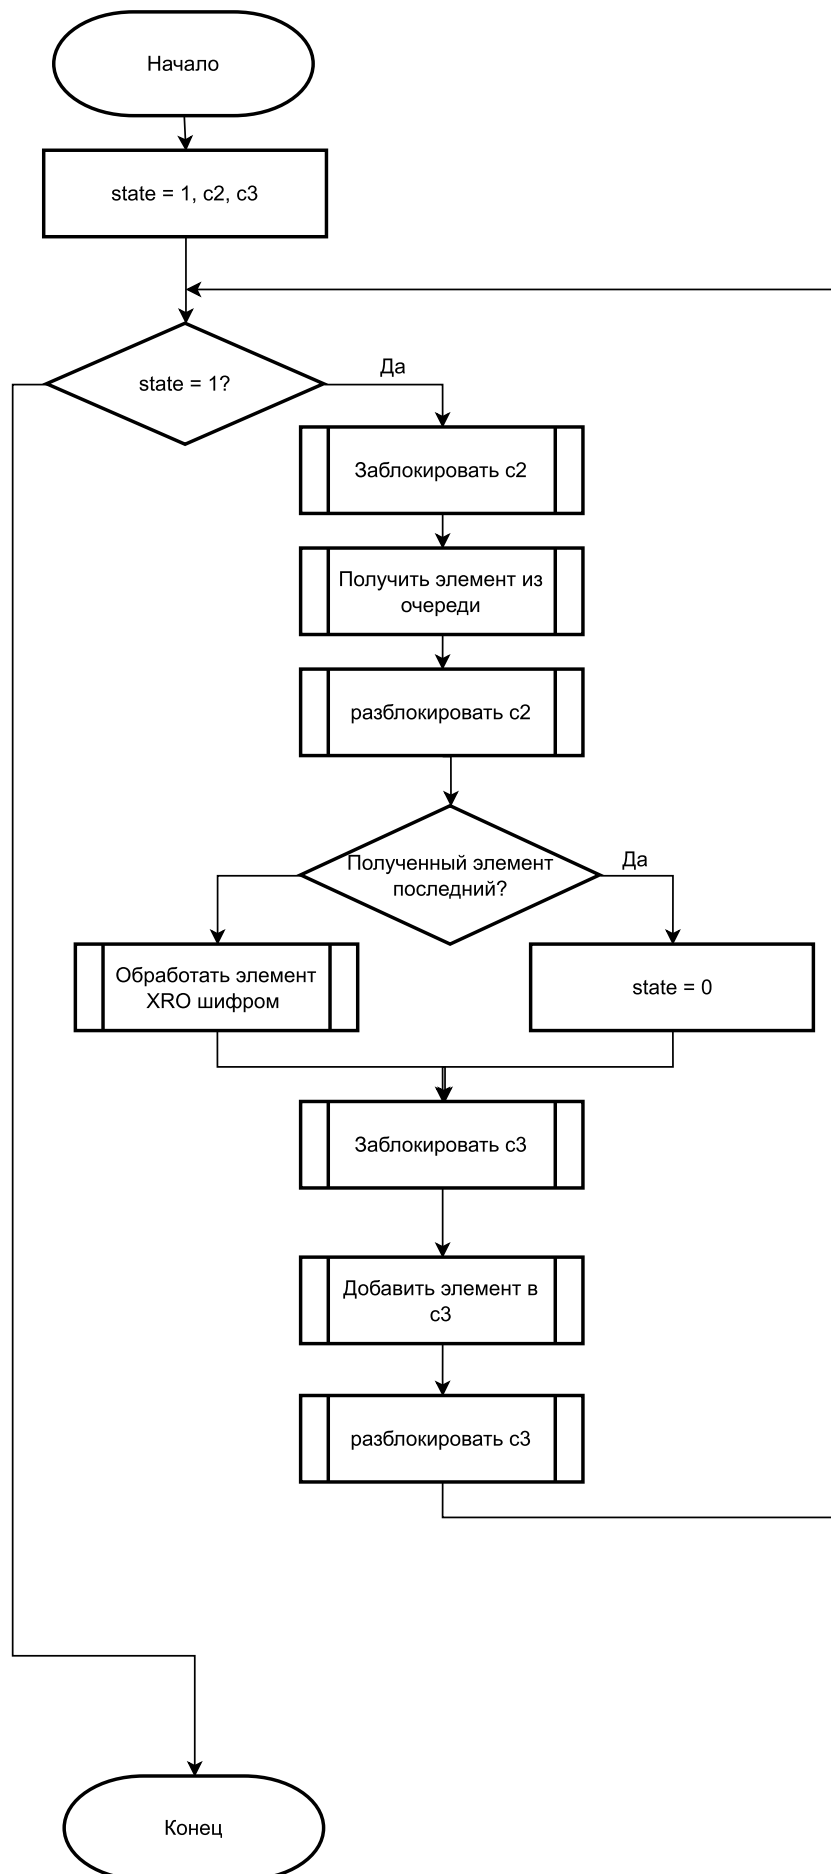 Начало
state = 1, c2, c3
state = 1?
Да
Заблокировать c2
Получить элемент из
очереди
разблокировать c2
Полученный элемент
последний?
Да
Обработать элемент
XRO шифром
state = 0
Заблокировать c3
Добавить элемент в
c3
разблокировать c3
Конец